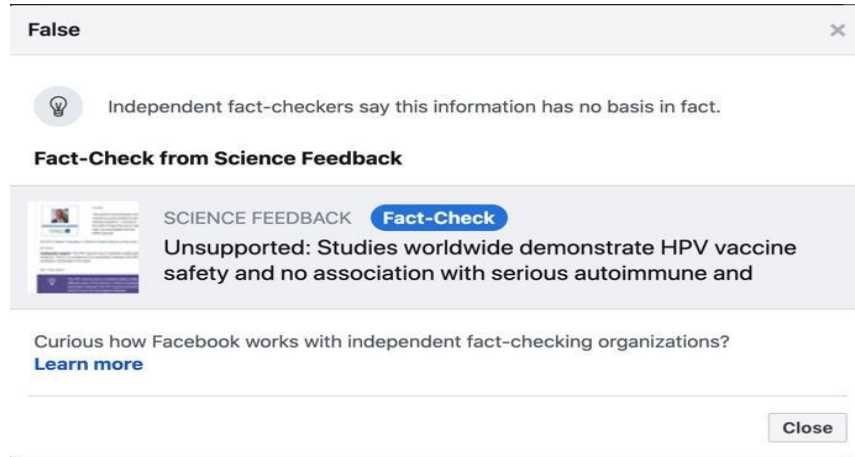 False
Independent fact-checkers say this information has no basis in fact.
Fact-Check from Science Feedback
SCIENCE FEEDBACK Fact-Check
Unsupported: Studies worldwide demonstrate HPV vaccine
safety and no association with serious autoimmune and
Curious how Facebook works with independent fact-checking organizations?
Learn more
Close